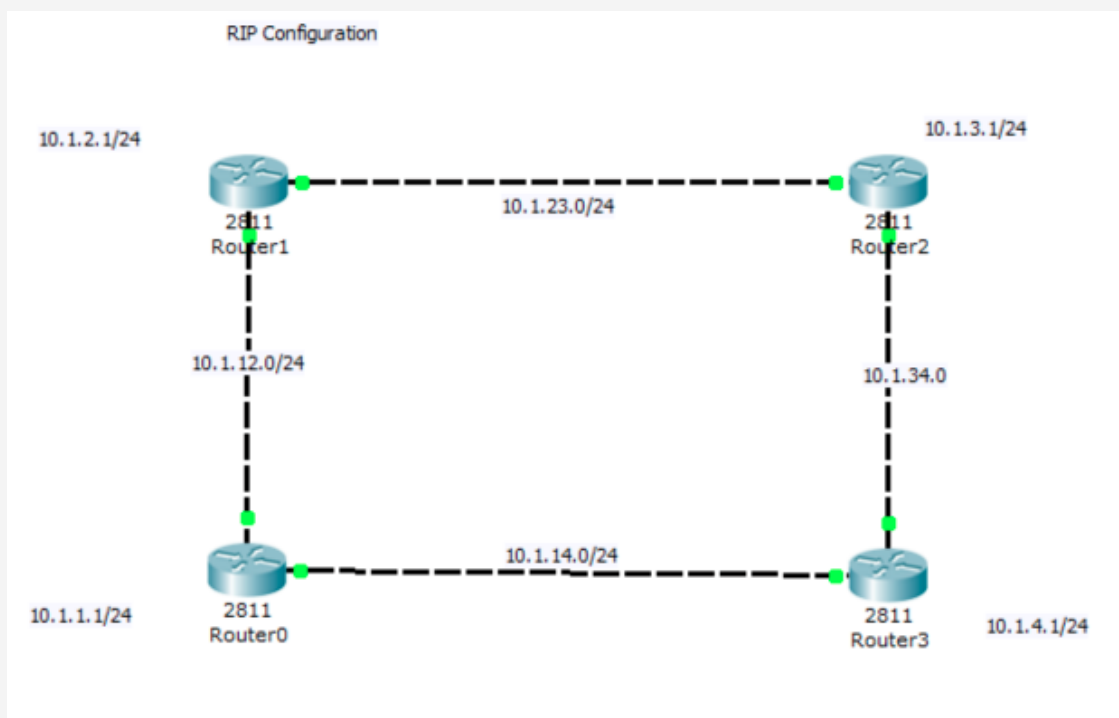 RIP Configuration
10.1.2.1/24
10.1.3.1/24
10.1.23.0/24
2811
Router1
2811
Router2
10.1.12.0/24
10.1.34.0
10.1.14.0/24
2811
Router0
2811
Router3
10.1.1.1/24
10.1.4.1/24